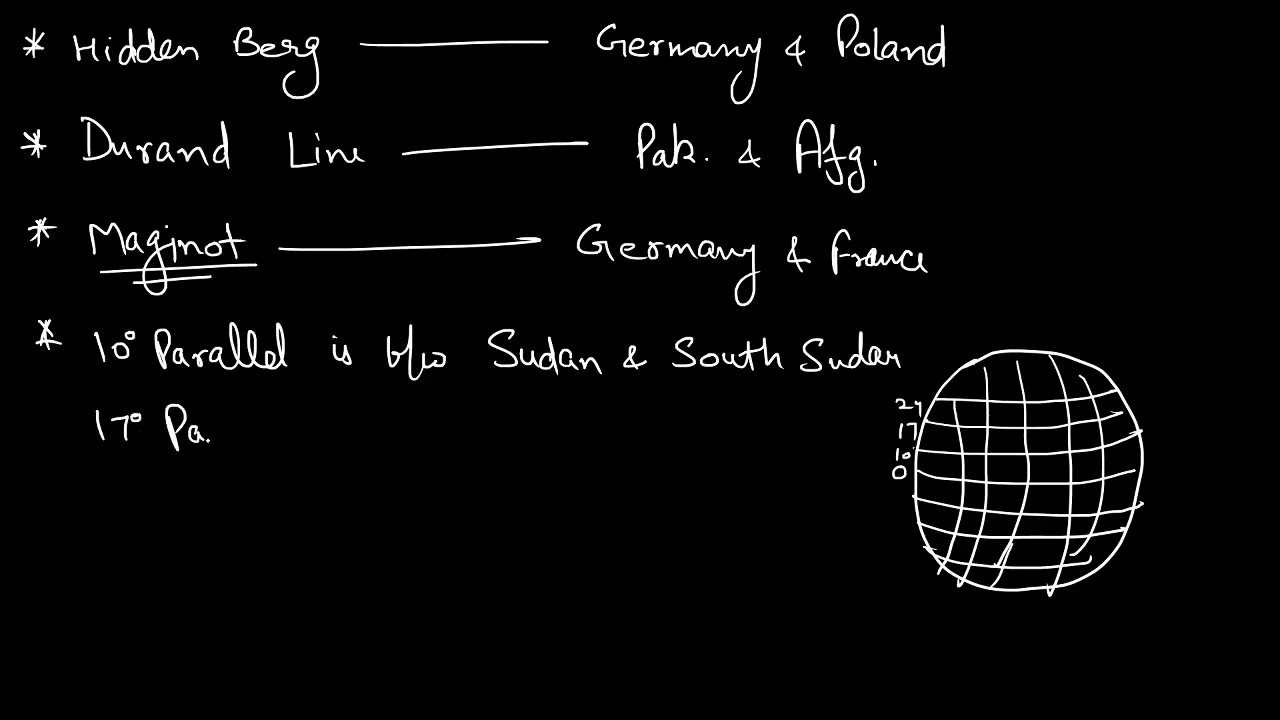 * Hidden Berg —— Germany & Poland
* Durand Line —— Pak. & Afg.
* Maginot —— Germany & France
* 10° Parallel is b/w Sudan & South Sudan
17° Pa.
24
17
10
0